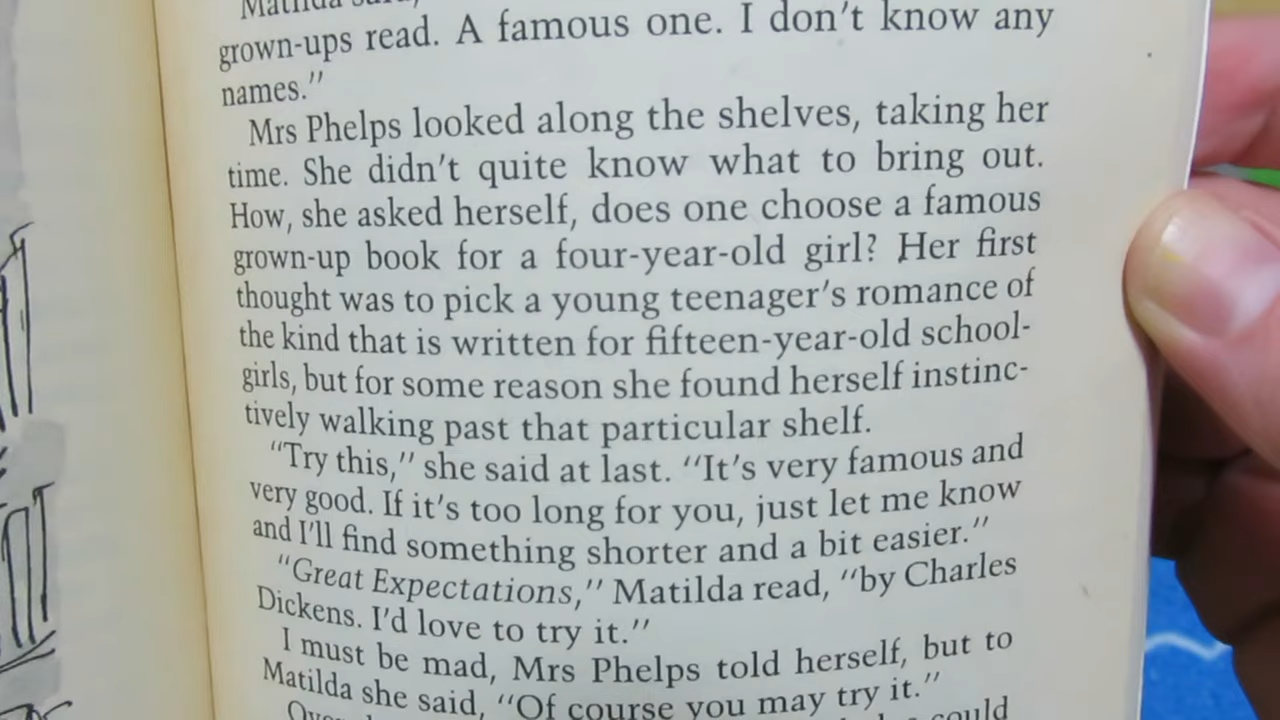 Matilda said,
grown-ups read. A famous one. I don't know any
names."
Mrs Phelps looked along the shelves, taking her
time. She didn't quite know what to bring out.
How, she asked herself, does one choose a famous
grown-up book for a four-year-old girl? Her first
thought was to pick a young teenager's romance of
the kind that is written for fifteen-year-old school-
girls, but for some reason she found herself instinc-
tively walking past that particular shelf.
"Try this," she said at last. "It's very famous and
very good. If it's too long for you, just let me know
and I'll find something shorter and a bit easier."
"Great Expectations," Matilda read, "by Charles
Dickens. I'd love to try it."
I must be mad, Mrs Phelps told herself, but to
Matilda she said, "Of course you may try it."
could